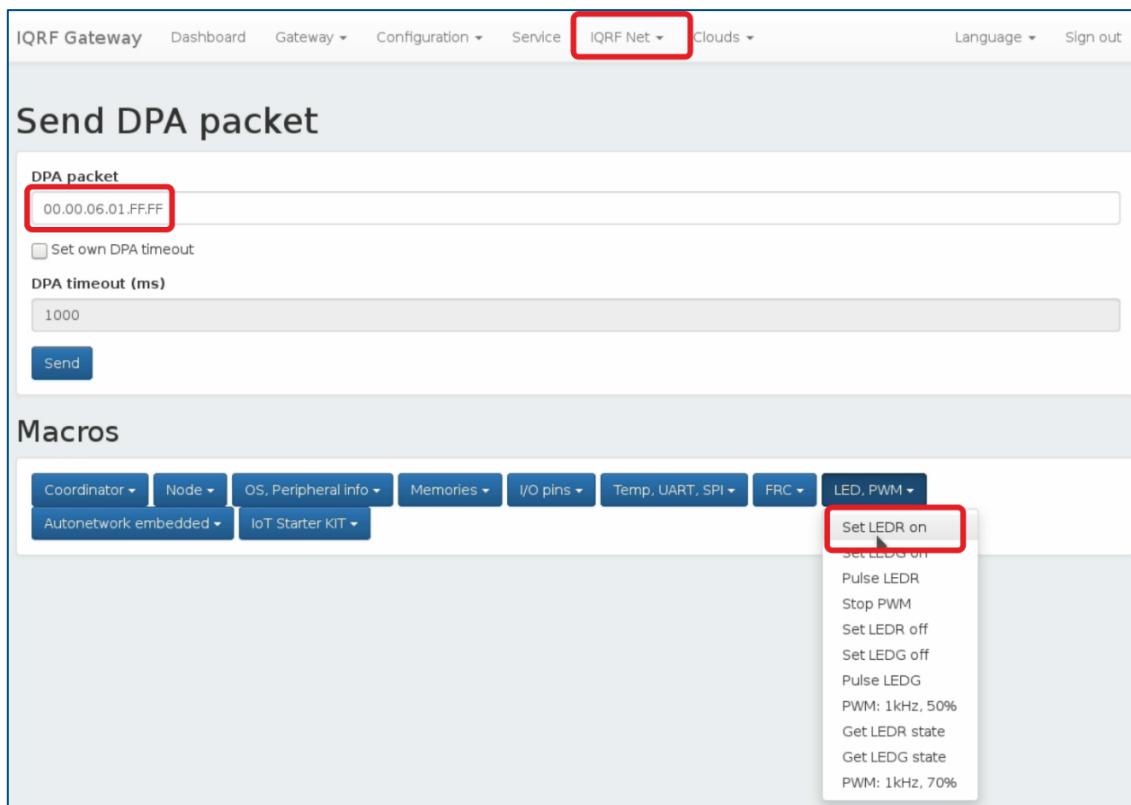 IQRF Gateway Dashboard Gateway Configuration Service IQRF Net Clouds Language Sign out
Send DPA packet
DPA packet
00.00.06.01.FF.FF
Set own DPA timeout
DPA timeout (ms)
1000
Send
Macros
Coordinator Node OS, Peripheral info Memories I/O pins Temp, UART, SPI FRC LED, PWM
Autonetwork embedded IoT Starter KIT
Set LEDR on
Set LEDG on
Pulse LEDR
Stop PWM
Set LEDR off
Set LEDG off
Pulse LEDG
PWM: 1kHz, 50%
Get LEDR state
Get LEDG state
PWM: 1kHz, 70%